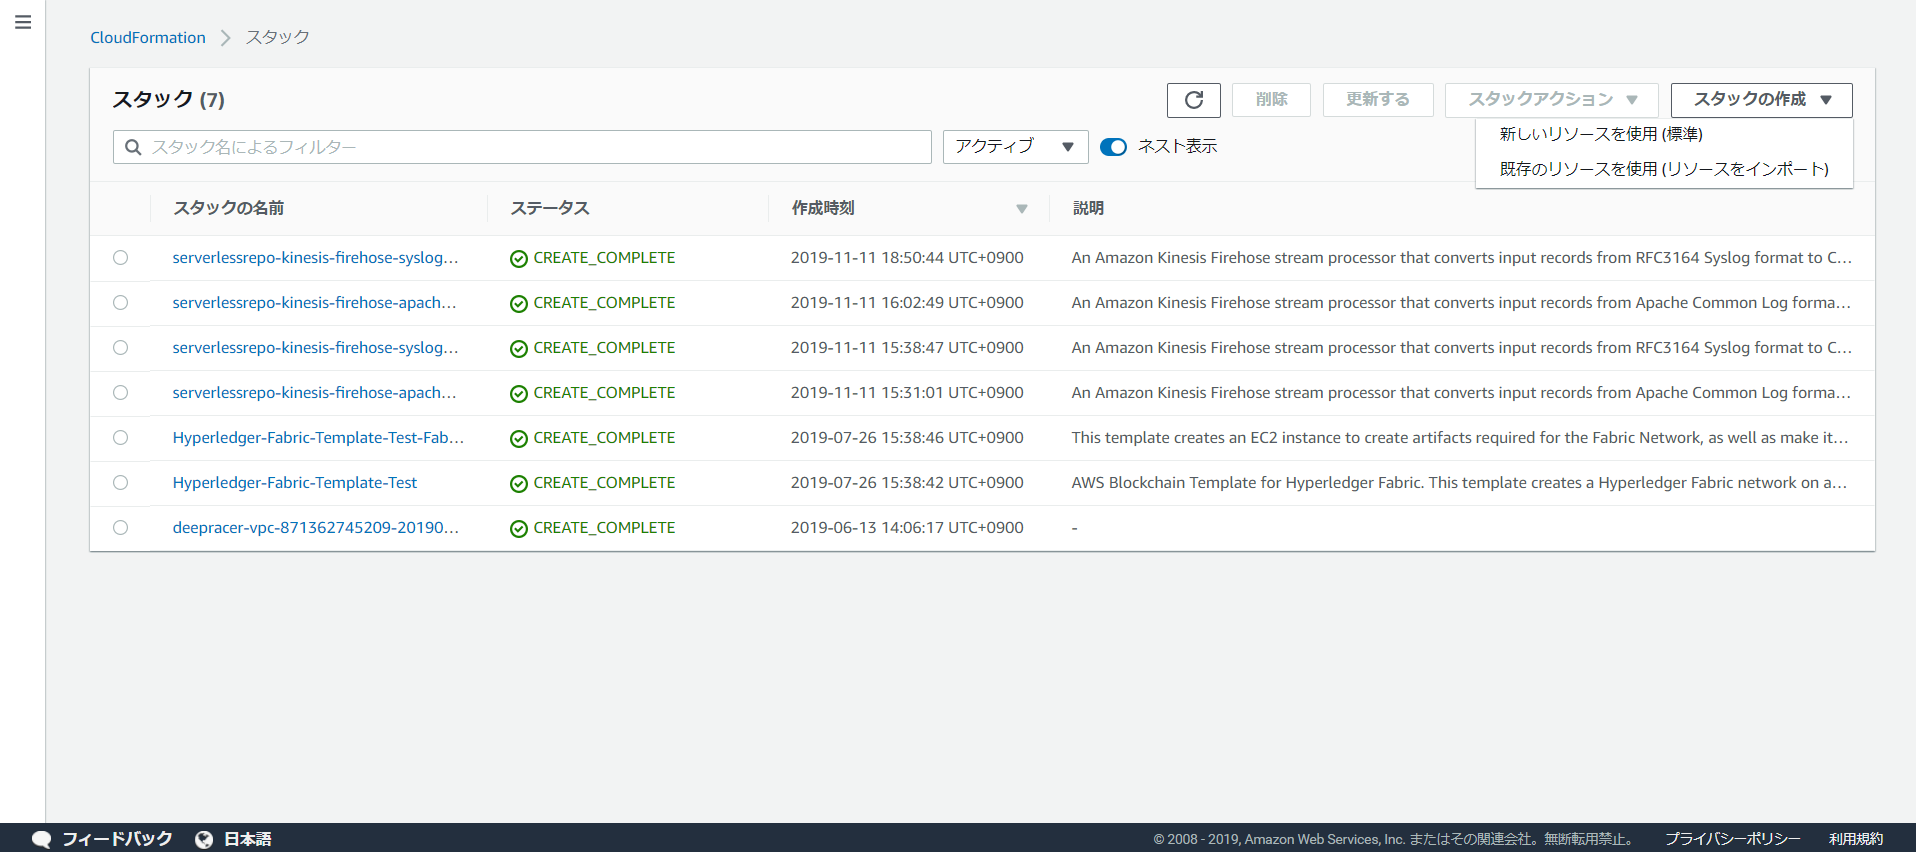 CloudFormation > スタック
スタック (7)
削除
更新する
スタックアクション
スタックの作成
新しいリソースを使用 (標準)
既存のリソースを使用 (リソースをインポート)
スタック名によるフィルター
アクティブ
ネスト表示
スタックの名前 ステータス 作成時刻 説明
serverlessrepo-kinesis-firehose-syslog... CREATE_COMPLETE 2019-11-11 18:50:44 UTC+0900 An Amazon Kinesis Firehose stream processor that converts input records from RFC3164 Syslog format to C...
serverlessrepo-kinesis-firehose-apach... CREATE_COMPLETE 2019-11-11 16:02:49 UTC+0900 An Amazon Kinesis Firehose stream processor that converts input records from Apache Common Log forma...
serverlessrepo-kinesis-firehose-syslog... CREATE_COMPLETE 2019-11-11 15:38:47 UTC+0900 An Amazon Kinesis Firehose stream processor that converts input records from RFC3164 Syslog format to C...
serverlessrepo-kinesis-firehose-apach... CREATE_COMPLETE 2019-11-11 15:31:01 UTC+0900 An Amazon Kinesis Firehose stream processor that converts input records from Apache Common Log forma...
Hyperledger-Fabric-Template-Test-Fab... CREATE_COMPLETE 2019-07-26 15:38:46 UTC+0900 This template creates an EC2 instance to create artifacts required for the Fabric Network, as well as make it...
Hyperledger-Fabric-Template-Test CREATE_COMPLETE 2019-07-26 15:38:42 UTC+0900 AWS Blockchain Template for Hyperledger Fabric. This template creates a Hyperledger Fabric network on a...
deepracer-vpc-871362745209-20190... CREATE_COMPLETE 2019-06-13 14:06:17 UTC+0900 -
フィードバック 日本語 © 2008 - 2019, Amazon Web Services, Inc. またはその関連会社。無断転用禁止。 プライバシーポリシー 利用規約